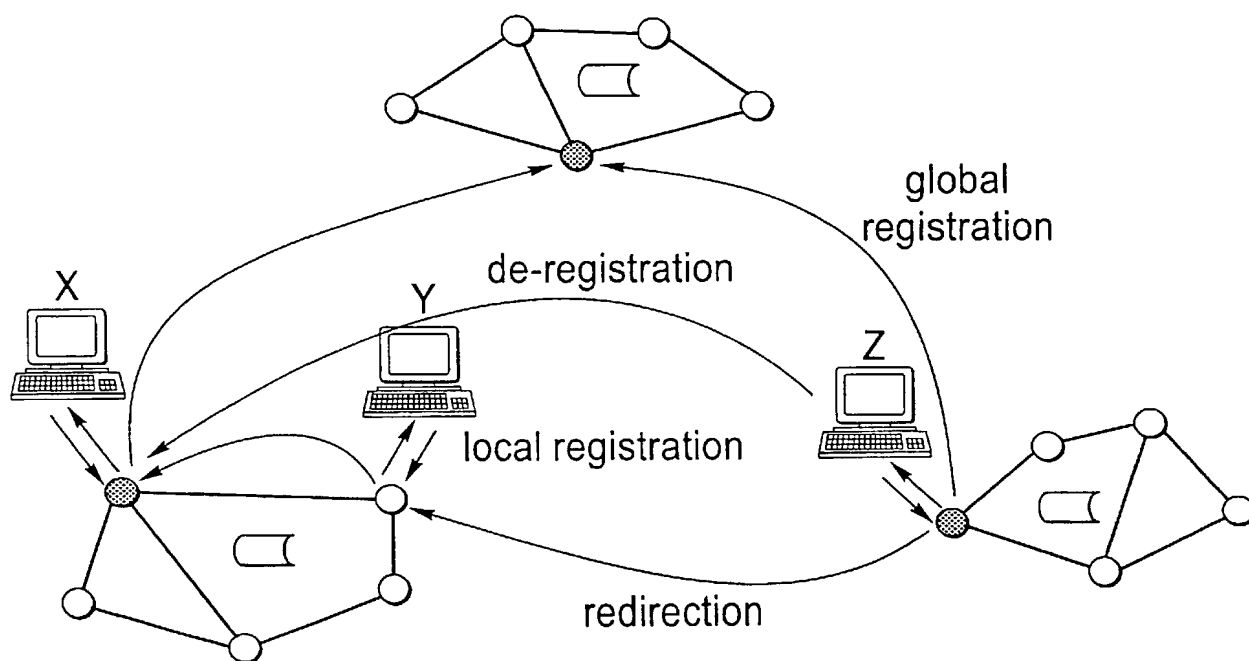 global
registration
de-registration
X
Y
Z
local registration
redirection